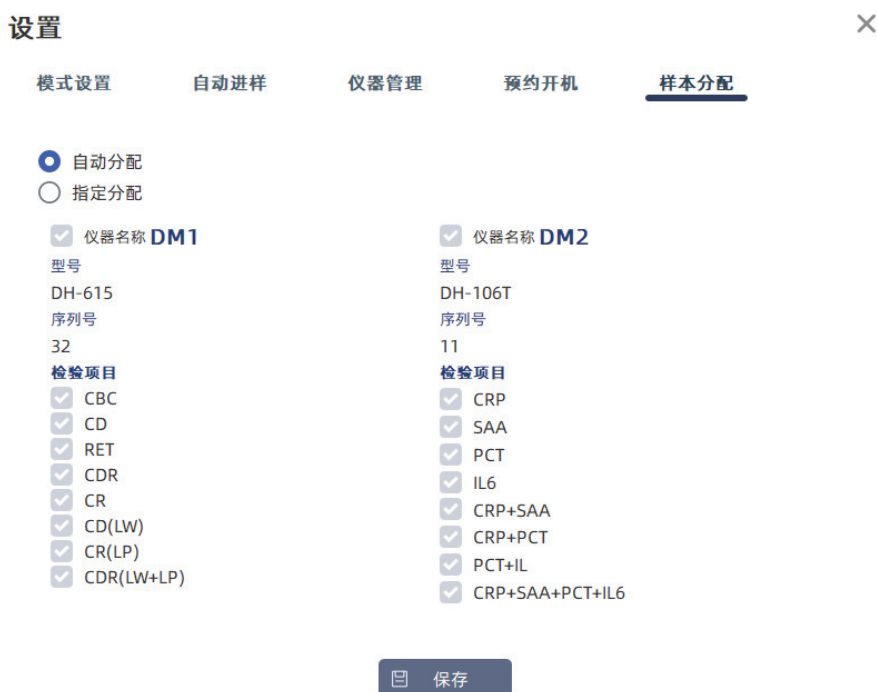 设置
模式设置 自动进样 仪器管理 预约开机 样本分配
自动分配
指定分配
仪器名称 DM1
型号
DH-615
序列号
32
检验项目
CBC
CD
RET
CDR
CR
CD(LW)
CR(LP)
CDR(LW+LP)
仪器名称 DM2
型号
DH-106T
序列号
11
检验项目
CRP
SAA
PCT
IL6
CRP+SAA
CRP+PCT
PCT+IL
CRP+SAA+PCT+IL6
保存